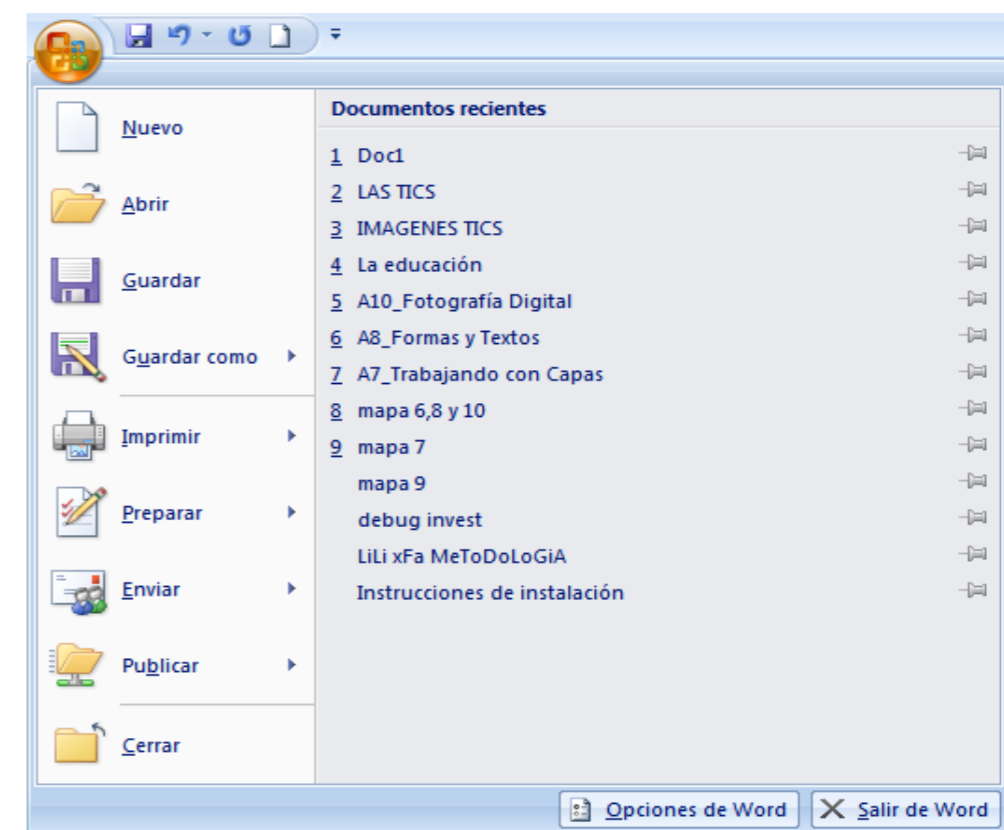 Nuevo
Abrir
Guardar
Guardar como
Imprimir
Preparar
Enviar
Publicar
Cerrar
Documentos recientes
1 Doc1
2 LAS TICS
3 IMAGENES TICS
4 La educación
5 A10_Fotografía Digital
6 A8_Formas y Textos
7 A7_Trabajando con Capas
8 mapa 6,8 y 10
9 mapa 7
mapa 9
debug invest
LiLi xFa MeToDoLoGiA
Instrucciones de instalación
Opciones de Word
Salir de Word